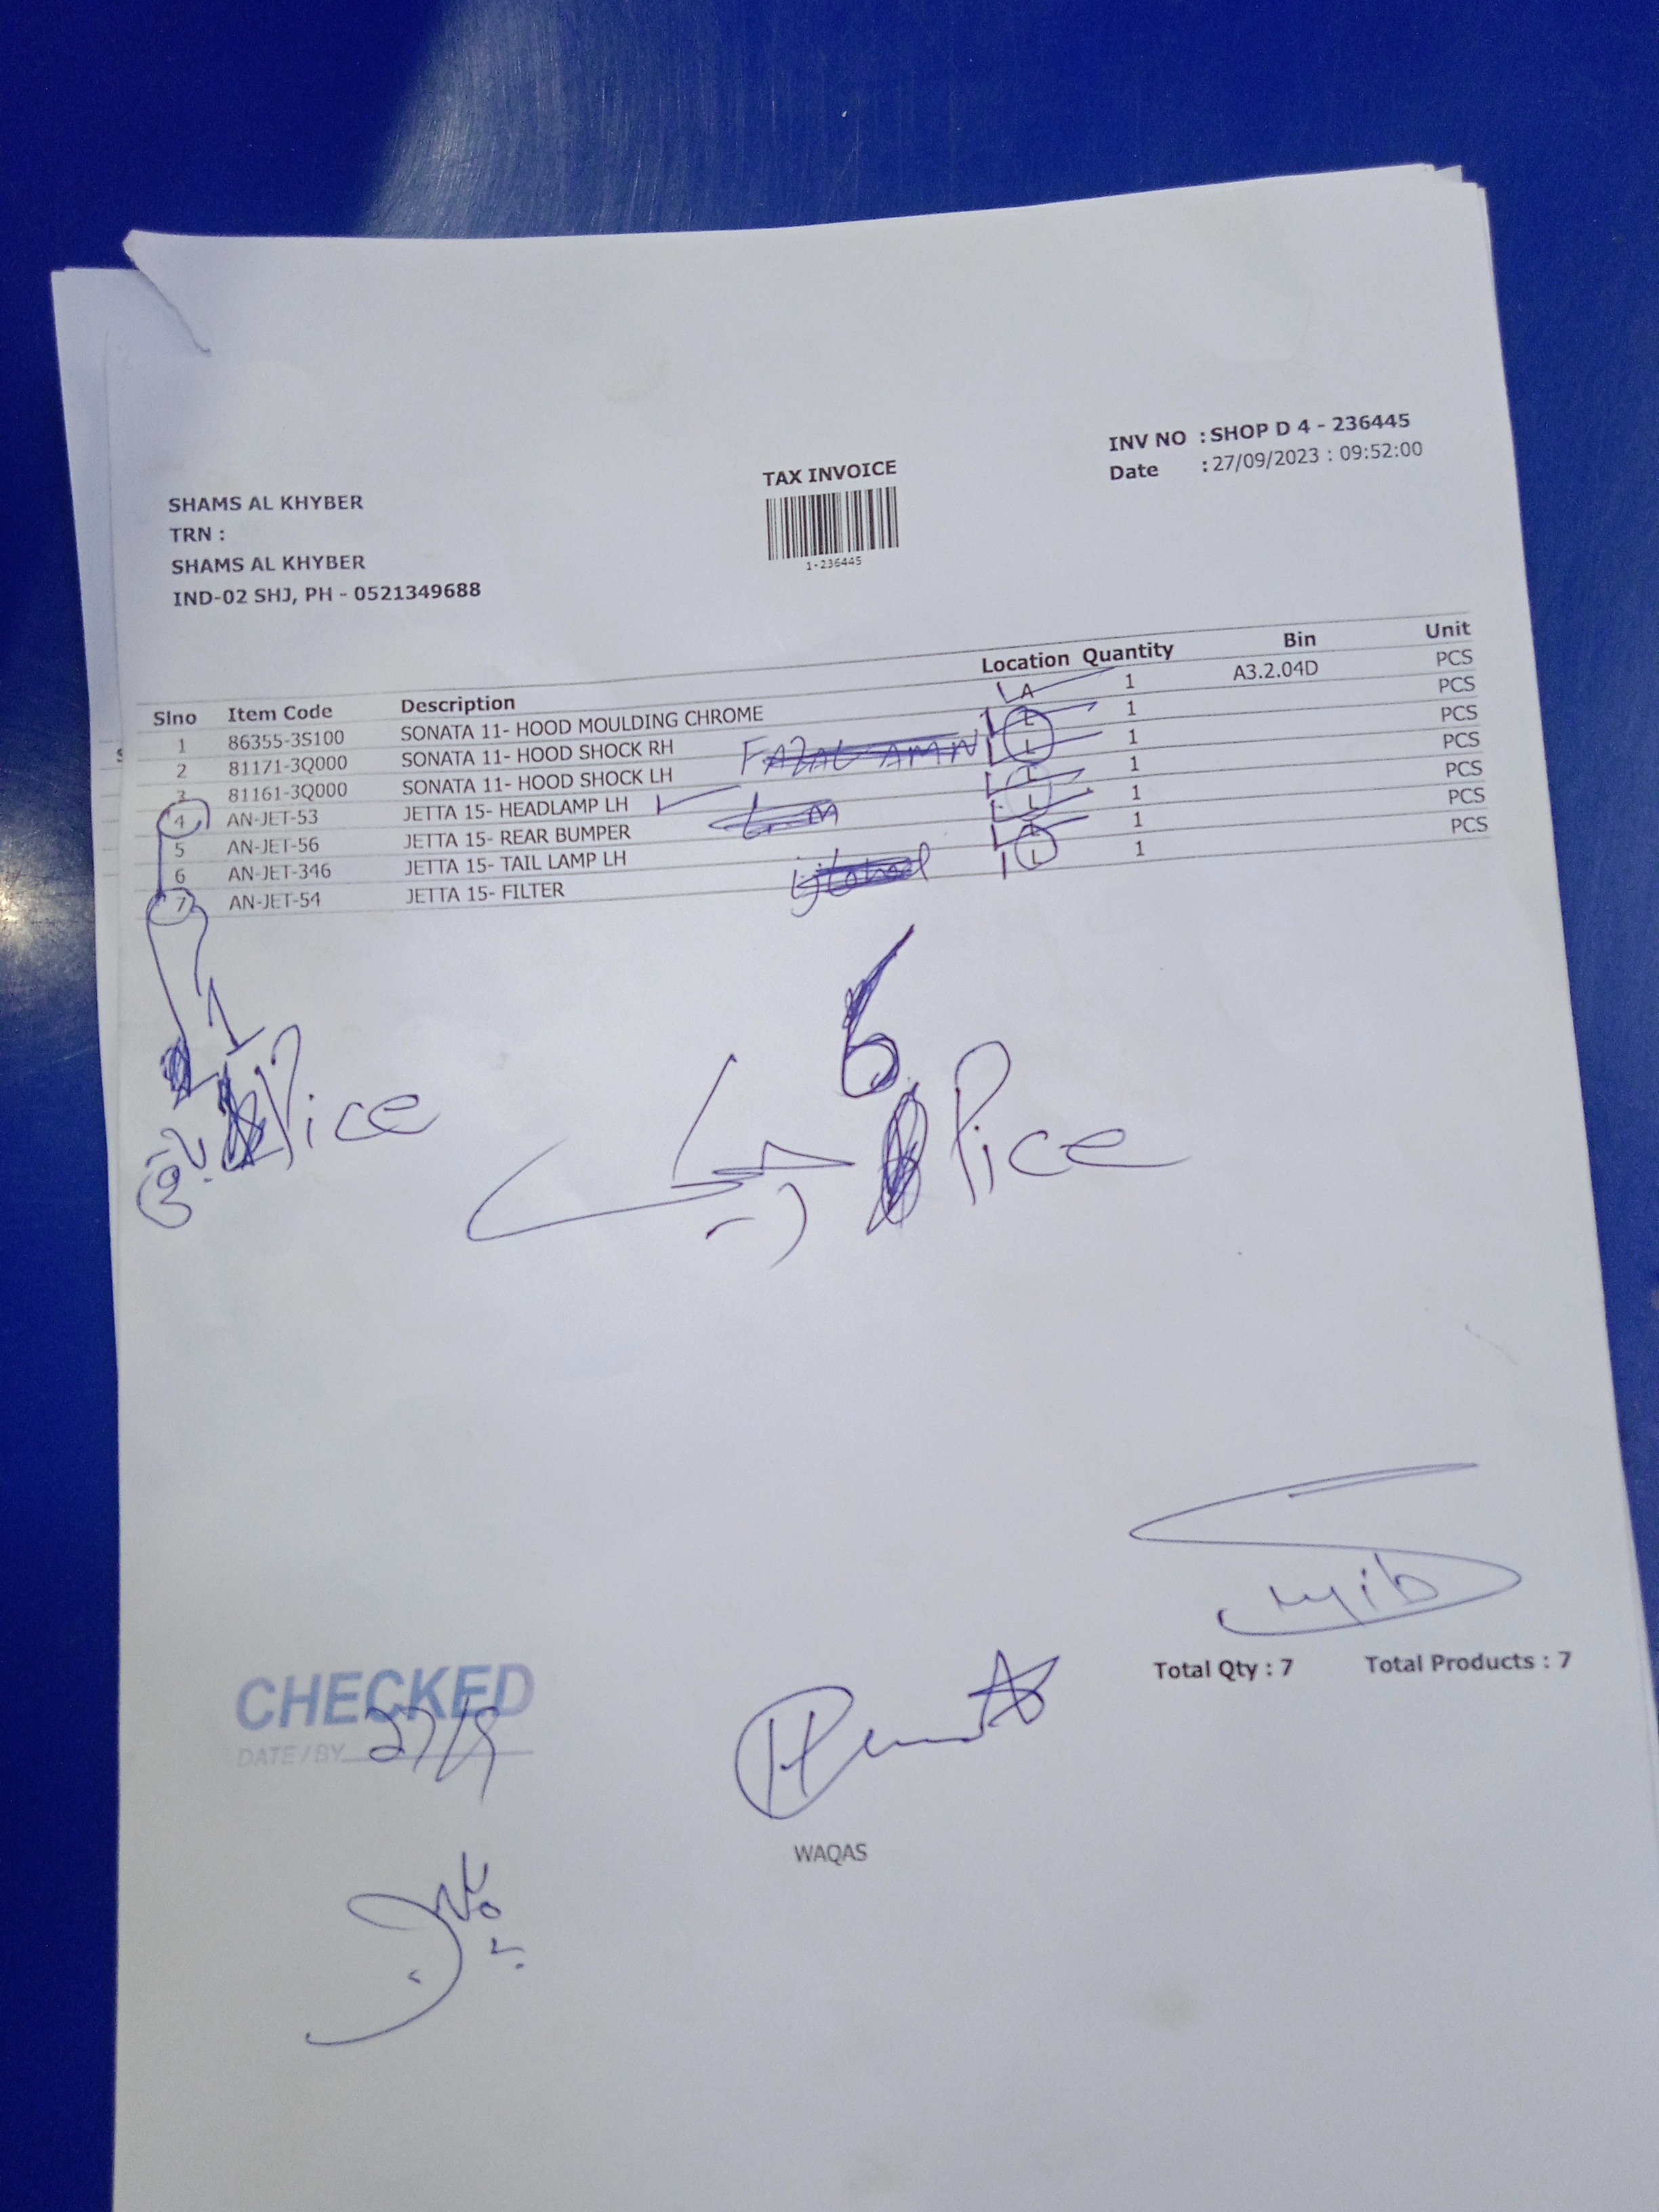 INV NO : SHOP D 4 - 236445
Date : 27/09/2023 : 09:52:00
TAX INVOICE
1-236445
SHAMS AL KHYBER
TRN :
SHAMS AL KHYBER
IND-02 SHJ, PH - 0521349688
Slno Item Code Description Location Quantity Bin Unit
1 86355-3S100 SONATA 11- HOOD MOULDING CHROME A 1 A3.2.04D PCS
2 81171-3Q000 SONATA 11- HOOD SHOCK RH L 1 PCS
3 81161-3Q000 SONATA 11- HOOD SHOCK LH L 1 PCS
FAZAL AMIN
4 AN-JET-53 JETTA 15- HEADLAMP LH L 1 PCS
5 AN-JET-56 JETTA 15- REAR BUMPER L 1 PCS
6 AN-JET-346 JETTA 15- TAIL LAMP LH L 1 PCS
7 AN-JET-54 JETTA 15- FILTER L 1 PCS
1 Pice
6 Pice
Total Qty : 7 Total Products : 7
CHECKED
DATE/BY 27/9
WAQAS